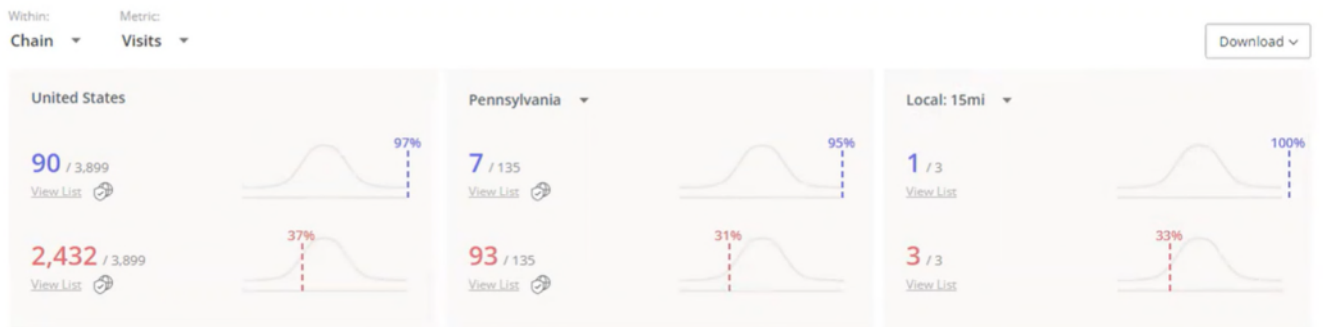 Within: Metric:
Chain Visits
Download
United States
97%
90 / 3,899
View List
37%
2,432 / 3,899
View List
Pennsylvania
95%
7 / 135
View List
31%
93 / 135
View List
Local: 15mi
100%
1 / 3
View List
33%
3 / 3
View List